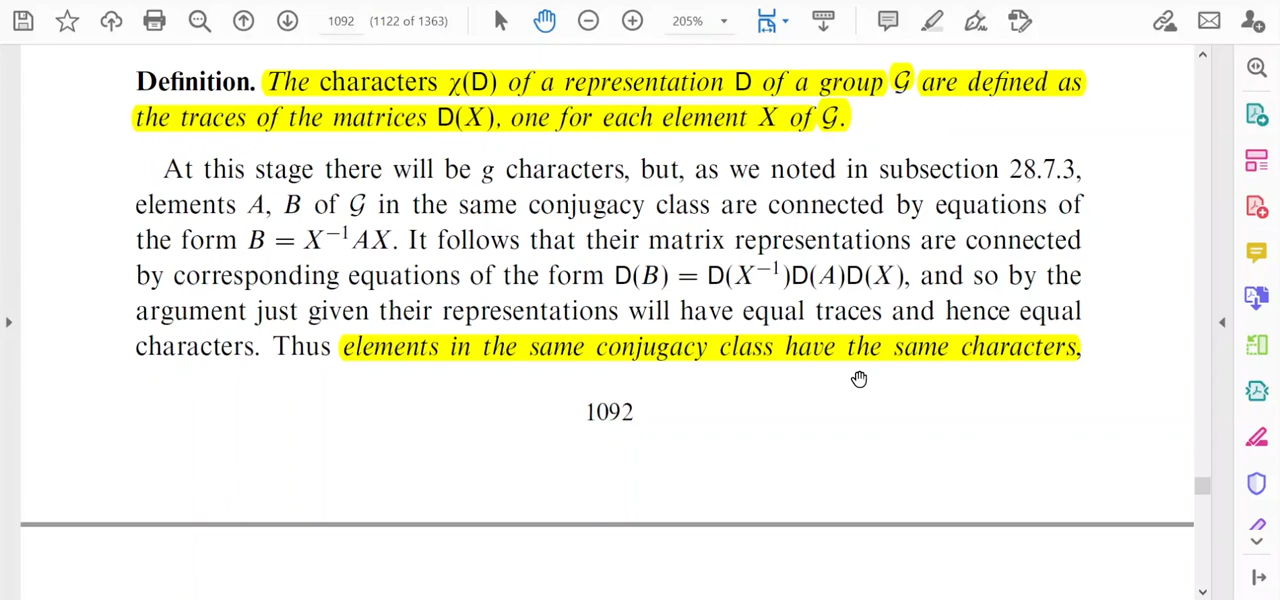 1092 (1122 of 1363) 205%
Definition. The characters χ(D) of a representation D of a group 𝒢 are defined as
the traces of the matrices D(X), one for each element X of 𝒢.
At this stage there will be g characters, but, as we noted in subsection 28.7.3,
elements A, B of 𝒢 in the same conjugacy class are connected by equations of
the form B = X⁻¹AX. It follows that their matrix representations are connected
by corresponding equations of the form D(B) = D(X⁻¹)D(A)D(X), and so by the
argument just given their representations will have equal traces and hence equal
characters. Thus elements in the same conjugacy class have the same characters,
1092